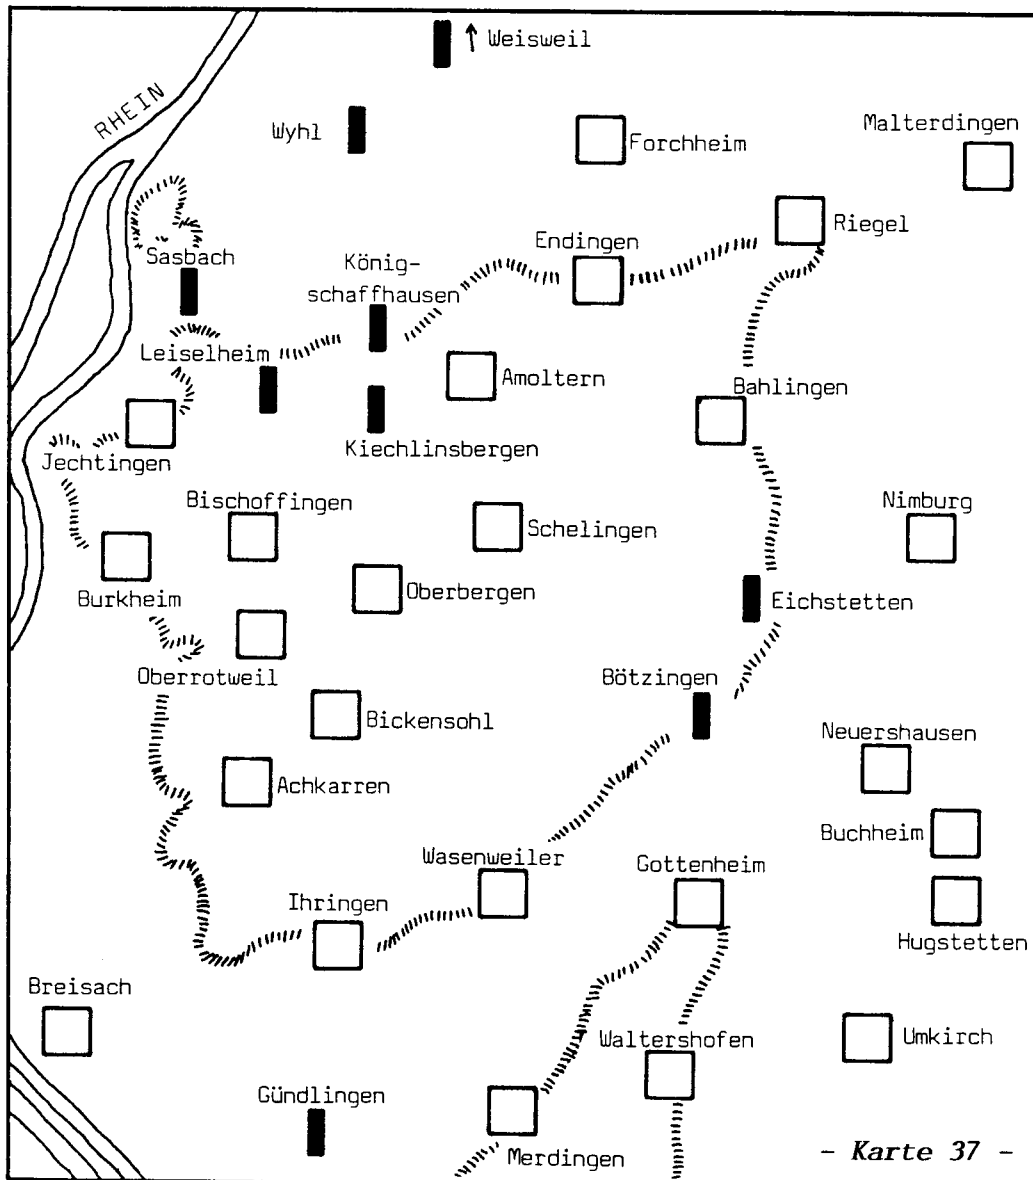 ↑ Weisweil
RHEIN
Wyhl
Forchheim
Malterdingen
Riegel
Endingen
Sasbach
König-
schaffhausen
Leiselheim
Amoltern
Bahlingen
Kiechlinsbergen
Jechtingen
Bischoffingen
Schelingen
Nimburg
Burkheim
Oberbergen
Eichstetten
Oberrotweil
Bötzingen
Bickensohl
Neuershausen
Achkarren
Buchheim
Wasenweiler
Gottenheim
Ihringen
Hugstetten
Breisach
Waltershofen
Umkirch
Gündlingen
Merdingen
- Karte 37 -